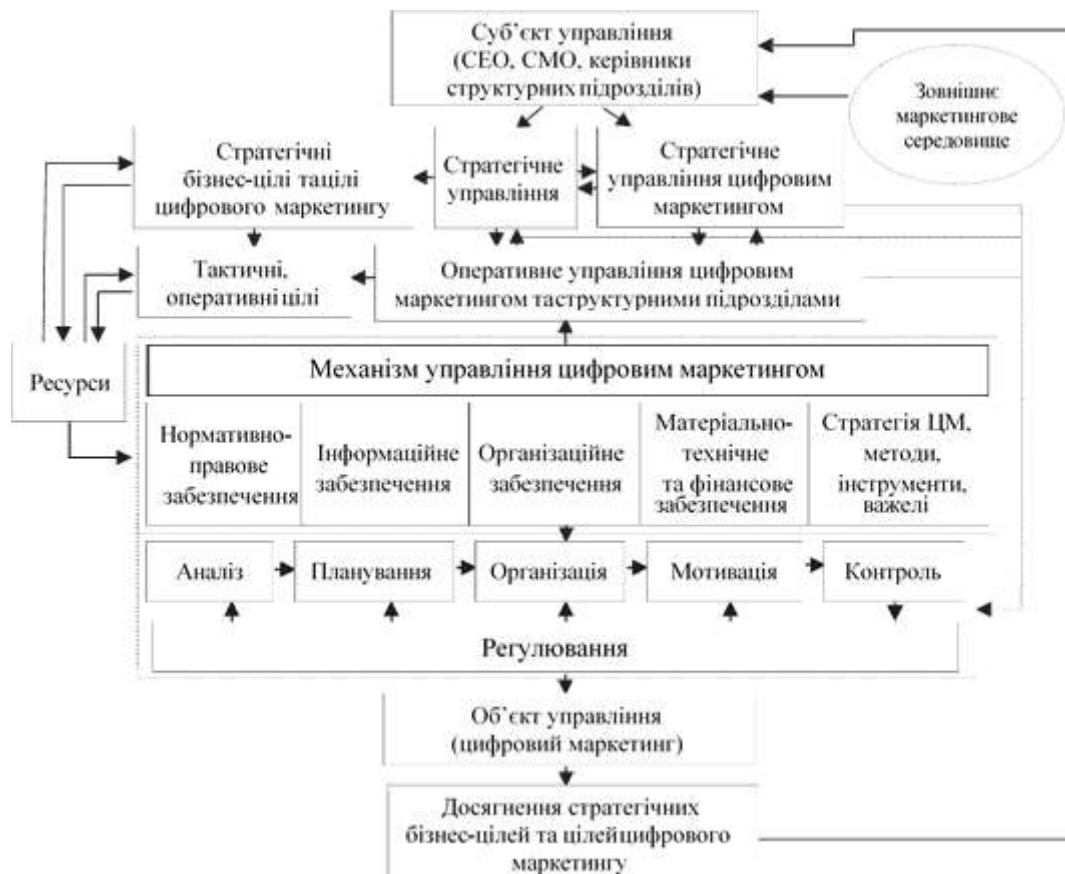 Суб’єкт управління
(CEO, CMO, керівники
структурних підрозділів)
Зовнішнє
маркетингове
середовище
Стратегічні
бізнес-цілі тацілі
цифрового маркетингу
Стратегічне
управління
Стратегічне
управління цифровим
маркетингом
Тактичні,
оперативні цілі
Оперативне управління цифровим
маркетингом таструктурними підрозділами
Ресурси
Механізм управління цифровим маркетингом
Нормативно-
правове
забезпечення
Інформаційне
забезпечення
Організаційне
забезпечення
Матеріально-
технічне
та фінансове
забезпечення
Стратегія ЦМ,
методи,
інструменти,
важелі
Аналіз
Планування
Організація
Мотивація
Контроль
Регулювання
Об’єкт управління
(цифровий маркетинг)
Досягнення стратегічних
бізнес-цілей та цілейцифрового
маркетингу